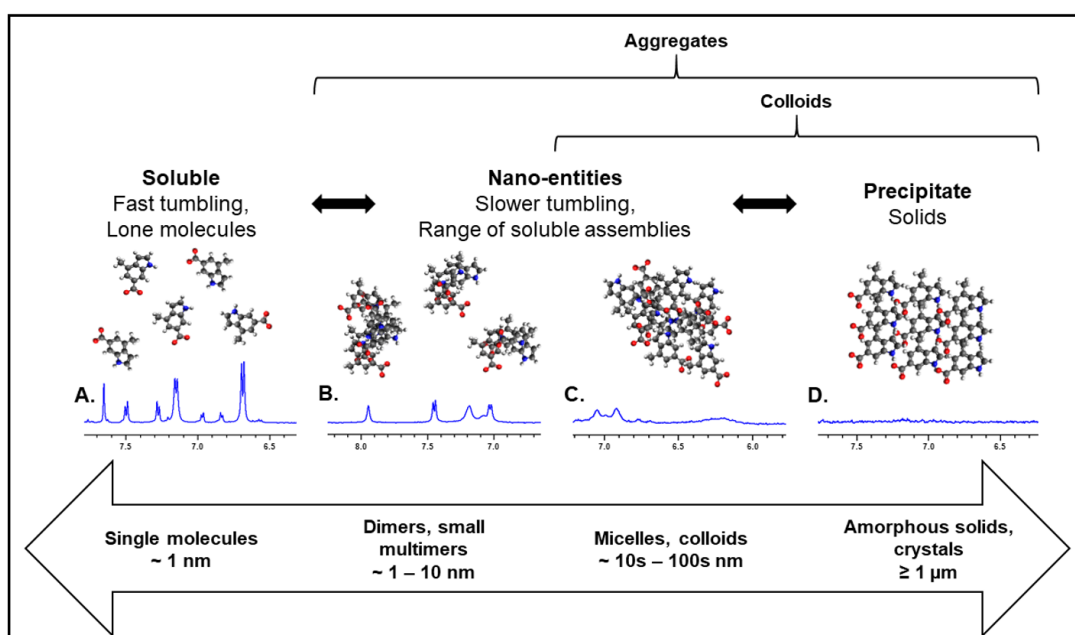 Aggregates
Colloids
Soluble
Fast tumbling,
Lone molecules
Nano-entities
Slower tumbling,
Range of soluble assemblies
Precipitate
Solids
A.
B.
C.
D.
7.5 7.0 6.5
8.0 7.5 7.0
7.0 6.5 6.0
7.5 7.0 6.5
Single molecules
~ 1 nm
Dimers, small
multimers
~ 1 – 10 nm
Micelles, colloids
~ 10s – 100s nm
Amorphous solids,
crystals
≥ 1 µm